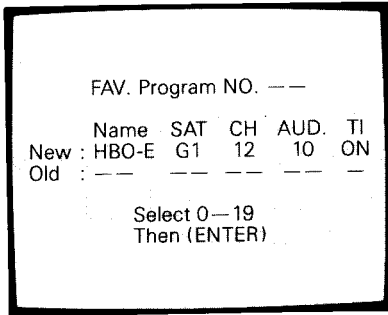 FAV. Program NO. — —
Name SAT CH AUD. TI
New : HBO-E G1 12 10 ON
Old : — — — — — — — — —
Select 0—19
Then (ENTER)